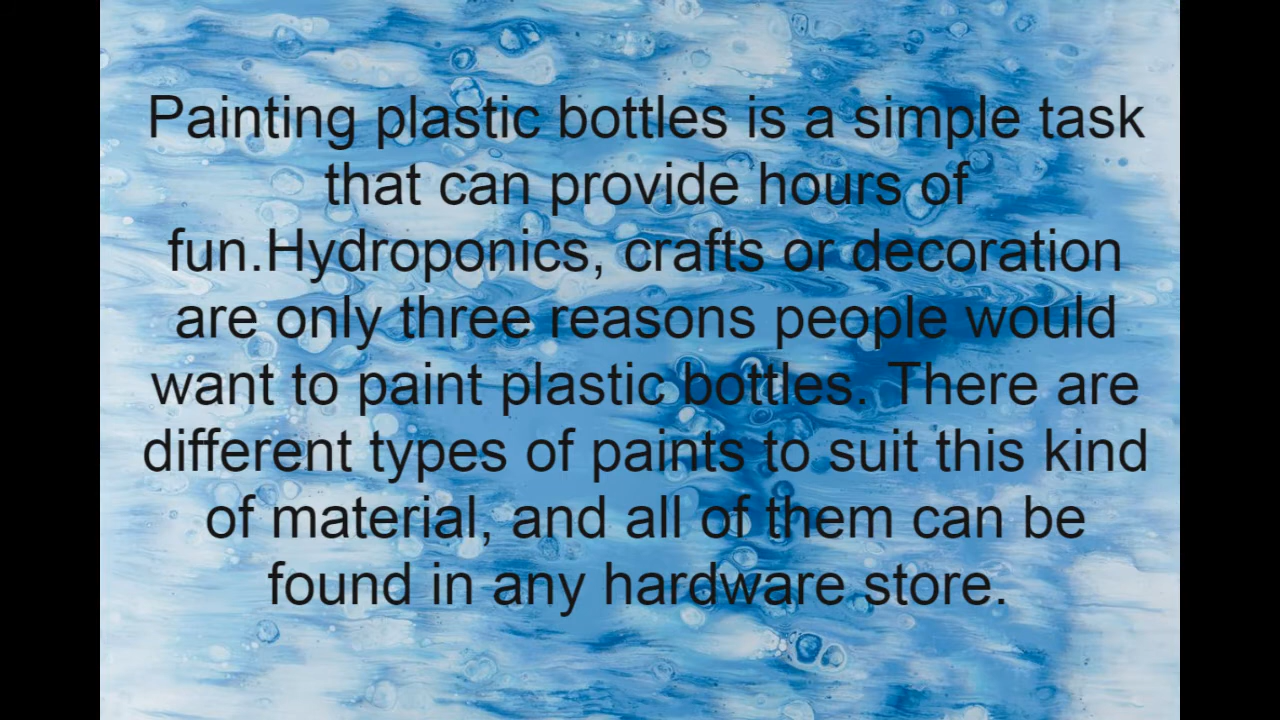 Painting plastic bottles is a simple task
that can provide hours of
fun.Hydroponics, crafts or decoration
are only three reasons people would
want to paint plastic bottles. There are
different types of paints to suit this kind
of material, and all of them can be
found in any hardware store.